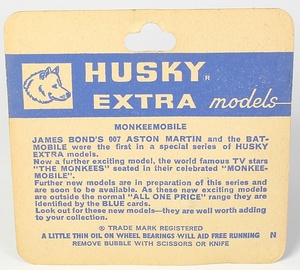 HUSKY R
EXTRA models
MONKEEMOBILE
JAMES BOND'S 007 ASTON MARTIN and the BAT-
MOBILE were the first in a special series of HUSKY
EXTRA models.
Now a further exciting model, the world famous TV stars
"THE MONKEES" seated in their celebrated "MONKEE-
MOBILE".
Further new models are in preparation of this series and
are soon to be available. As these new exciting models
are outside the normal "ALL ONE PRICE" range they are
identified by the BLUE cards.
Look out for these new models—they are well worth adding
to your collection.
® TRADE MARK REGISTERED
A LITTLE THIN OIL ON WHEEL BEARINGS WILL AID FREE RUNNING
REMOVE BUBBLE WITH SCISSORS OR KNIFE N